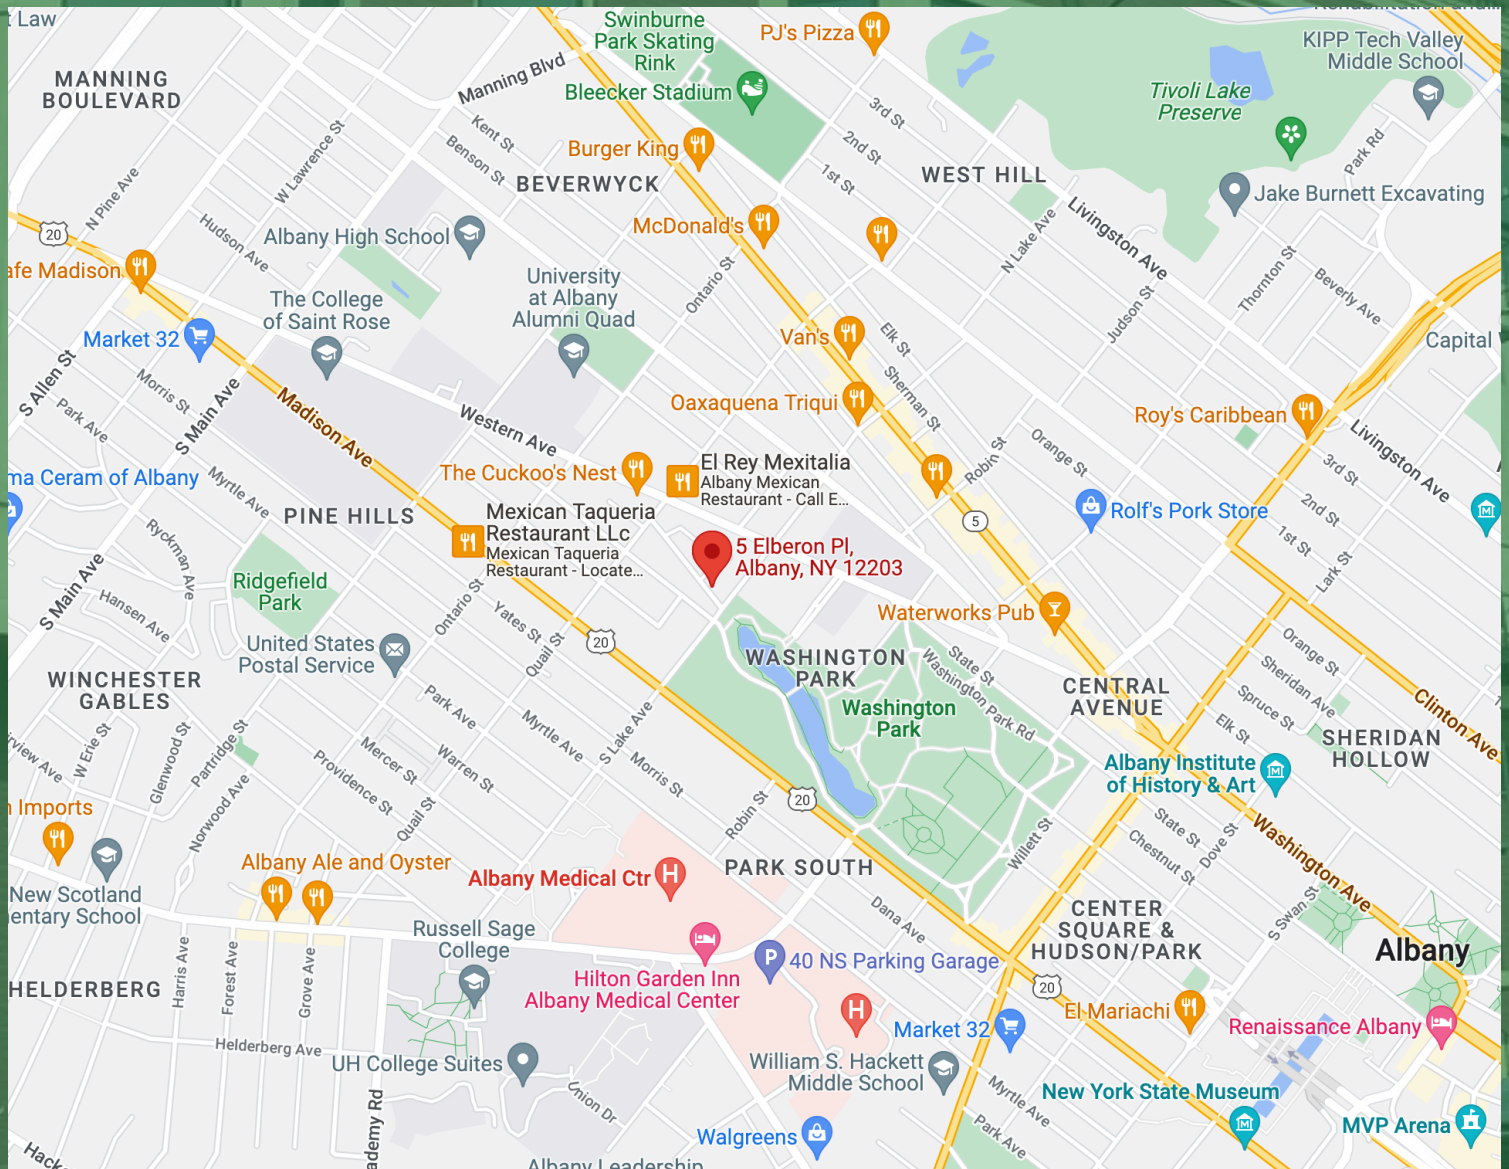 t Law
MANNING
BOULEVARD
Manning Blvd
Swinburne
Park Skating
Rink
PJ's Pizza
KIPP Tech Valley
Middle School
Bleecker Stadium
Tivoli Lake
Preserve
3rd St
2nd St
1st St
Kent St
Benson St
Burger King
BEVERWYCK
WEST HILL
Park Rd
Jake Burnett Excavating
W Lawrence St
N Pine Ave
Hudson Ave
20
Albany High School
McDonald's
N Lake Ave
Livingston Ave
Thornton St
Beverly Ave
afe Madison
The College
of Saint Rose
University
at Albany
Alumni Quad
Ontario St
Judson St
Market 32
Van's
Elk St
Capital
S Allen St
Morris St
Park Ave
S Main Ave
Madison Ave
Western Ave
Oaxaquena Triqui
Sherman St
Roy's Caribbean
Livingston Ave
Robin St
Orange St
3rd St
2nd St
1st St
ma Ceram of Albany
Myrtle Ave
The Cuckoo's Nest
El Rey Mexitalia
Albany Mexican
Restaurant - Call E...
PINE HILLS
Mexican Taqueria
Restaurant LLc
Mexican Taqueria
Restaurant - Locate...
5
Rolf's Pork Store
5 Elberon Pl,
Albany, NY 12203
Ryckman Ave
Lark St
S Main Ave
Hansen Ave
Ridgefield
Park
Ontario St
Yates St
Quail St
20
Waterworks Pub
United States
Postal Service
WASHINGTON
PARK
State St
Washington Park Rd
Orange St
Sheridan Ave
Spruce St
Elk St
WINCHESTER
GABLES
Washington
Park
CENTRAL
AVENUE
Clinton Ave
SHERIDAN
HOLLOW
Park Ave
Myrtle Ave
S Lake Ave
Morris St
irview Ave
W Erie St
Glenwood St
Partridge St
Mercer St
Warren St
Providence St
Quail St
Norwood Ave
Albany Institute
of History & Art
20
Robin St
Willett St
State St
Chestnut St
Dove St
Washington Ave
n Imports
New Scotland
entary School
Albany Ale and Oyster
Albany Medical Ctr
H
PARK SOUTH
Dana Ave
CENTER
SQUARE &
HUDSON/PARK
S Swan St
Albany
Russell Sage
College
Hilton Garden Inn
Albany Medical Center
P
40 NS Parking Garage
20
HELDERBERG
Harris Ave
Forest Ave
Grove Ave
H
El Mariachi
Renaissance Albany
Market 32
Helderberg Ave
UH College Suites
William S. Hackett
Middle School
Myrtle Ave
New York State Museum
Union Dr
ademy Rd
Walgreens
Park Ave
MVP Arena
Hack
Albany Leadership